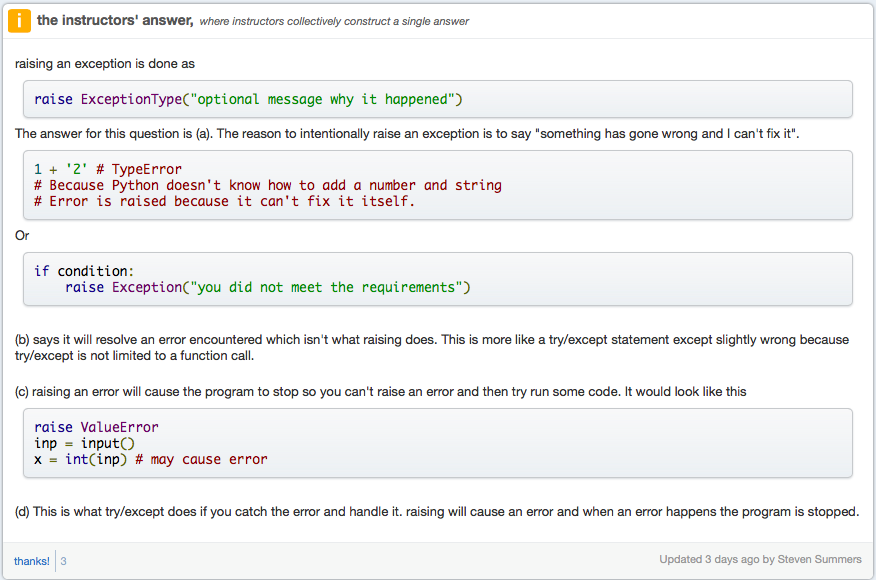 i the instructors' answer, where instructors collectively construct a single answer
raising an exception is done as
raise ExceptionType("optional message why it happened")
The answer for this question is (a). The reason to intentionally raise an exception is to say "something has gone wrong and I can't fix it".
1 + '2' # TypeError
# Because Python doesn't know how to add a number and string
# Error is raised because it can't fix it itself.
Or
if condition:
    raise Exception("you did not meet the requirements")
(b) says it will resolve an error encountered which isn't what raising does. This is more like a try/except statement except slightly wrong because
try/except is not limited to a function call.
(c) raising an error will cause the program to stop so you can't raise an error and then try run some code. It would look like this
raise ValueError
inp = input()
x = int(inp) # may cause error
(d) This is what try/except does if you catch the error and handle it. raising will cause an error and when an error happens the program is stopped.
thanks! 3 Updated 3 days ago by Steven Summers